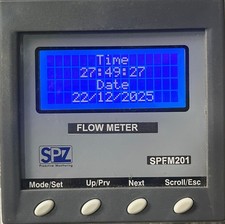 Time
27:49:27
Date
22/12/2025
FLOW METER
SPZ
SPFM201
Mode/Set Up/Prv Next Scroll/Esc